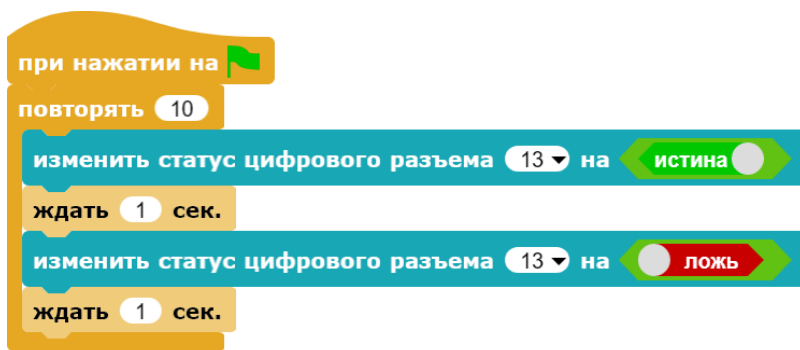 при нажатии на
повторять 10
изменить статус цифрового разъема 13 на истина
ждать 1 сек.
изменить статус цифрового разъема 13 на ложь
ждать 1 сек.